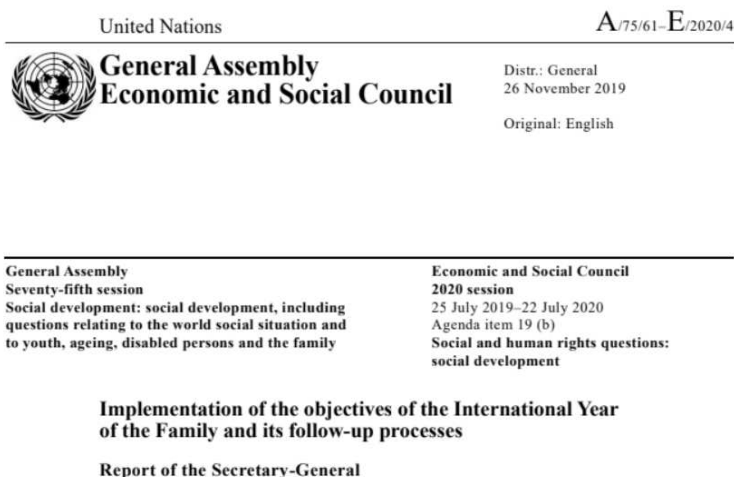 United Nations
A/75/61–E/2020/4
General Assembly
Economic and Social Council
Distr.: General
26 November 2019
Original: English
General Assembly
Seventy-fifth session
Social development: social development, including
questions relating to the world social situation and
to youth, ageing, disabled persons and the family
Economic and Social Council
2020 session
25 July 2019–22 July 2020
Agenda item 19 (b)
Social and human rights questions:
social development
Implementation of the objectives of the International Year
of the Family and its follow-up processes
Report of the Secretary-General